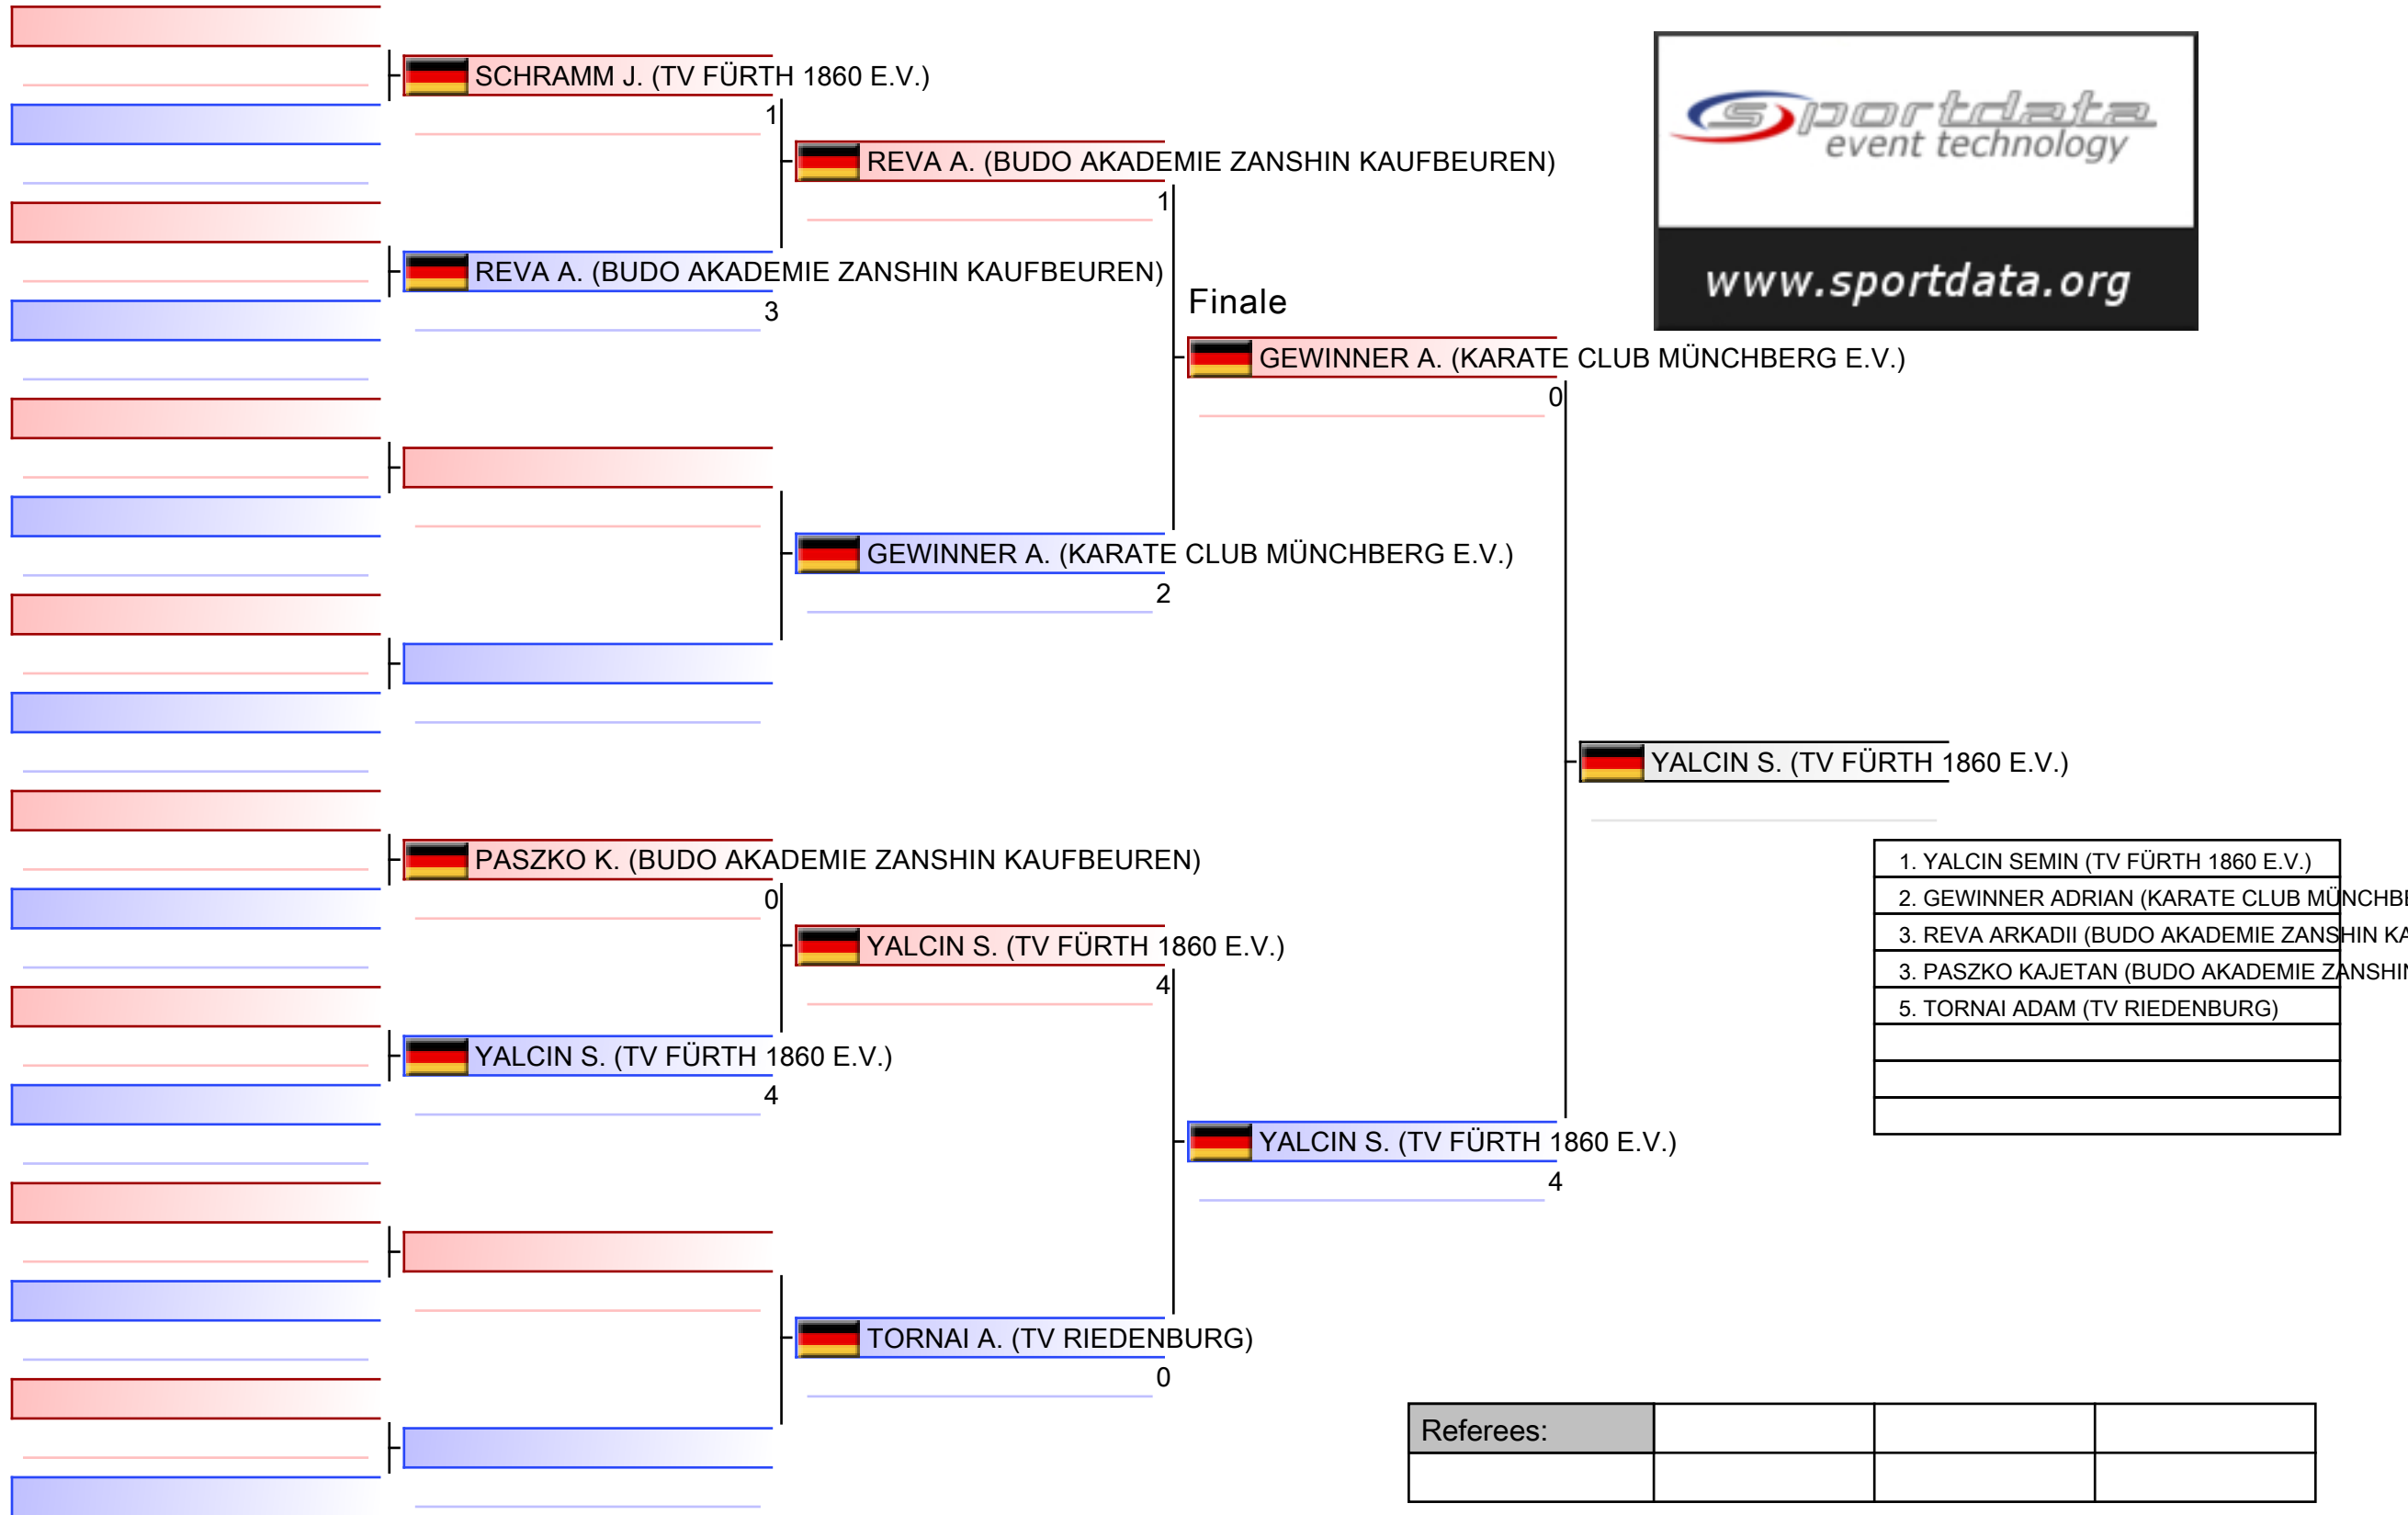 SCHRAMM J. (TV FÜRTH 1860 E.V.)
1
REVA A. (BUDO AKADEMIE ZANSHIN KAUFBEUREN)
3
PASZKO K. (BUDO AKADEMIE ZANSHIN KAUFBEUREN)
0
YALCIN S. (TV FÜRTH 1860 E.V.)
4
REVA A. (BUDO AKADEMIE ZANSHIN KAUFBEUREN)
1
GEWINNER A. (KARATE CLUB MÜNCHBERG E.V.)
2
YALCIN S. (TV FÜRTH 1860 E.V.)
4
TORNAI A. (TV RIEDENBURG)
0
Finale
GEWINNER A. (KARATE CLUB MÜNCHBERG E.V.)
0
YALCIN S. (TV FÜRTH 1860 E.V.)
4
YALCIN S. (TV FÜRTH 1860 E.V.)
sportdata
event technology
www.sportdata.org
1. YALCIN SEMIN (TV FÜRTH 1860 E.V.)
2. GEWINNER ADRIAN (KARATE CLUB MÜNCHBE
3. REVA ARKADII (BUDO AKADEMIE ZANSHIN KA
3. PASZKO KAJETAN (BUDO AKADEMIE ZANSHIN
5. TORNAI ADAM (TV RIEDENBURG)
Referees: